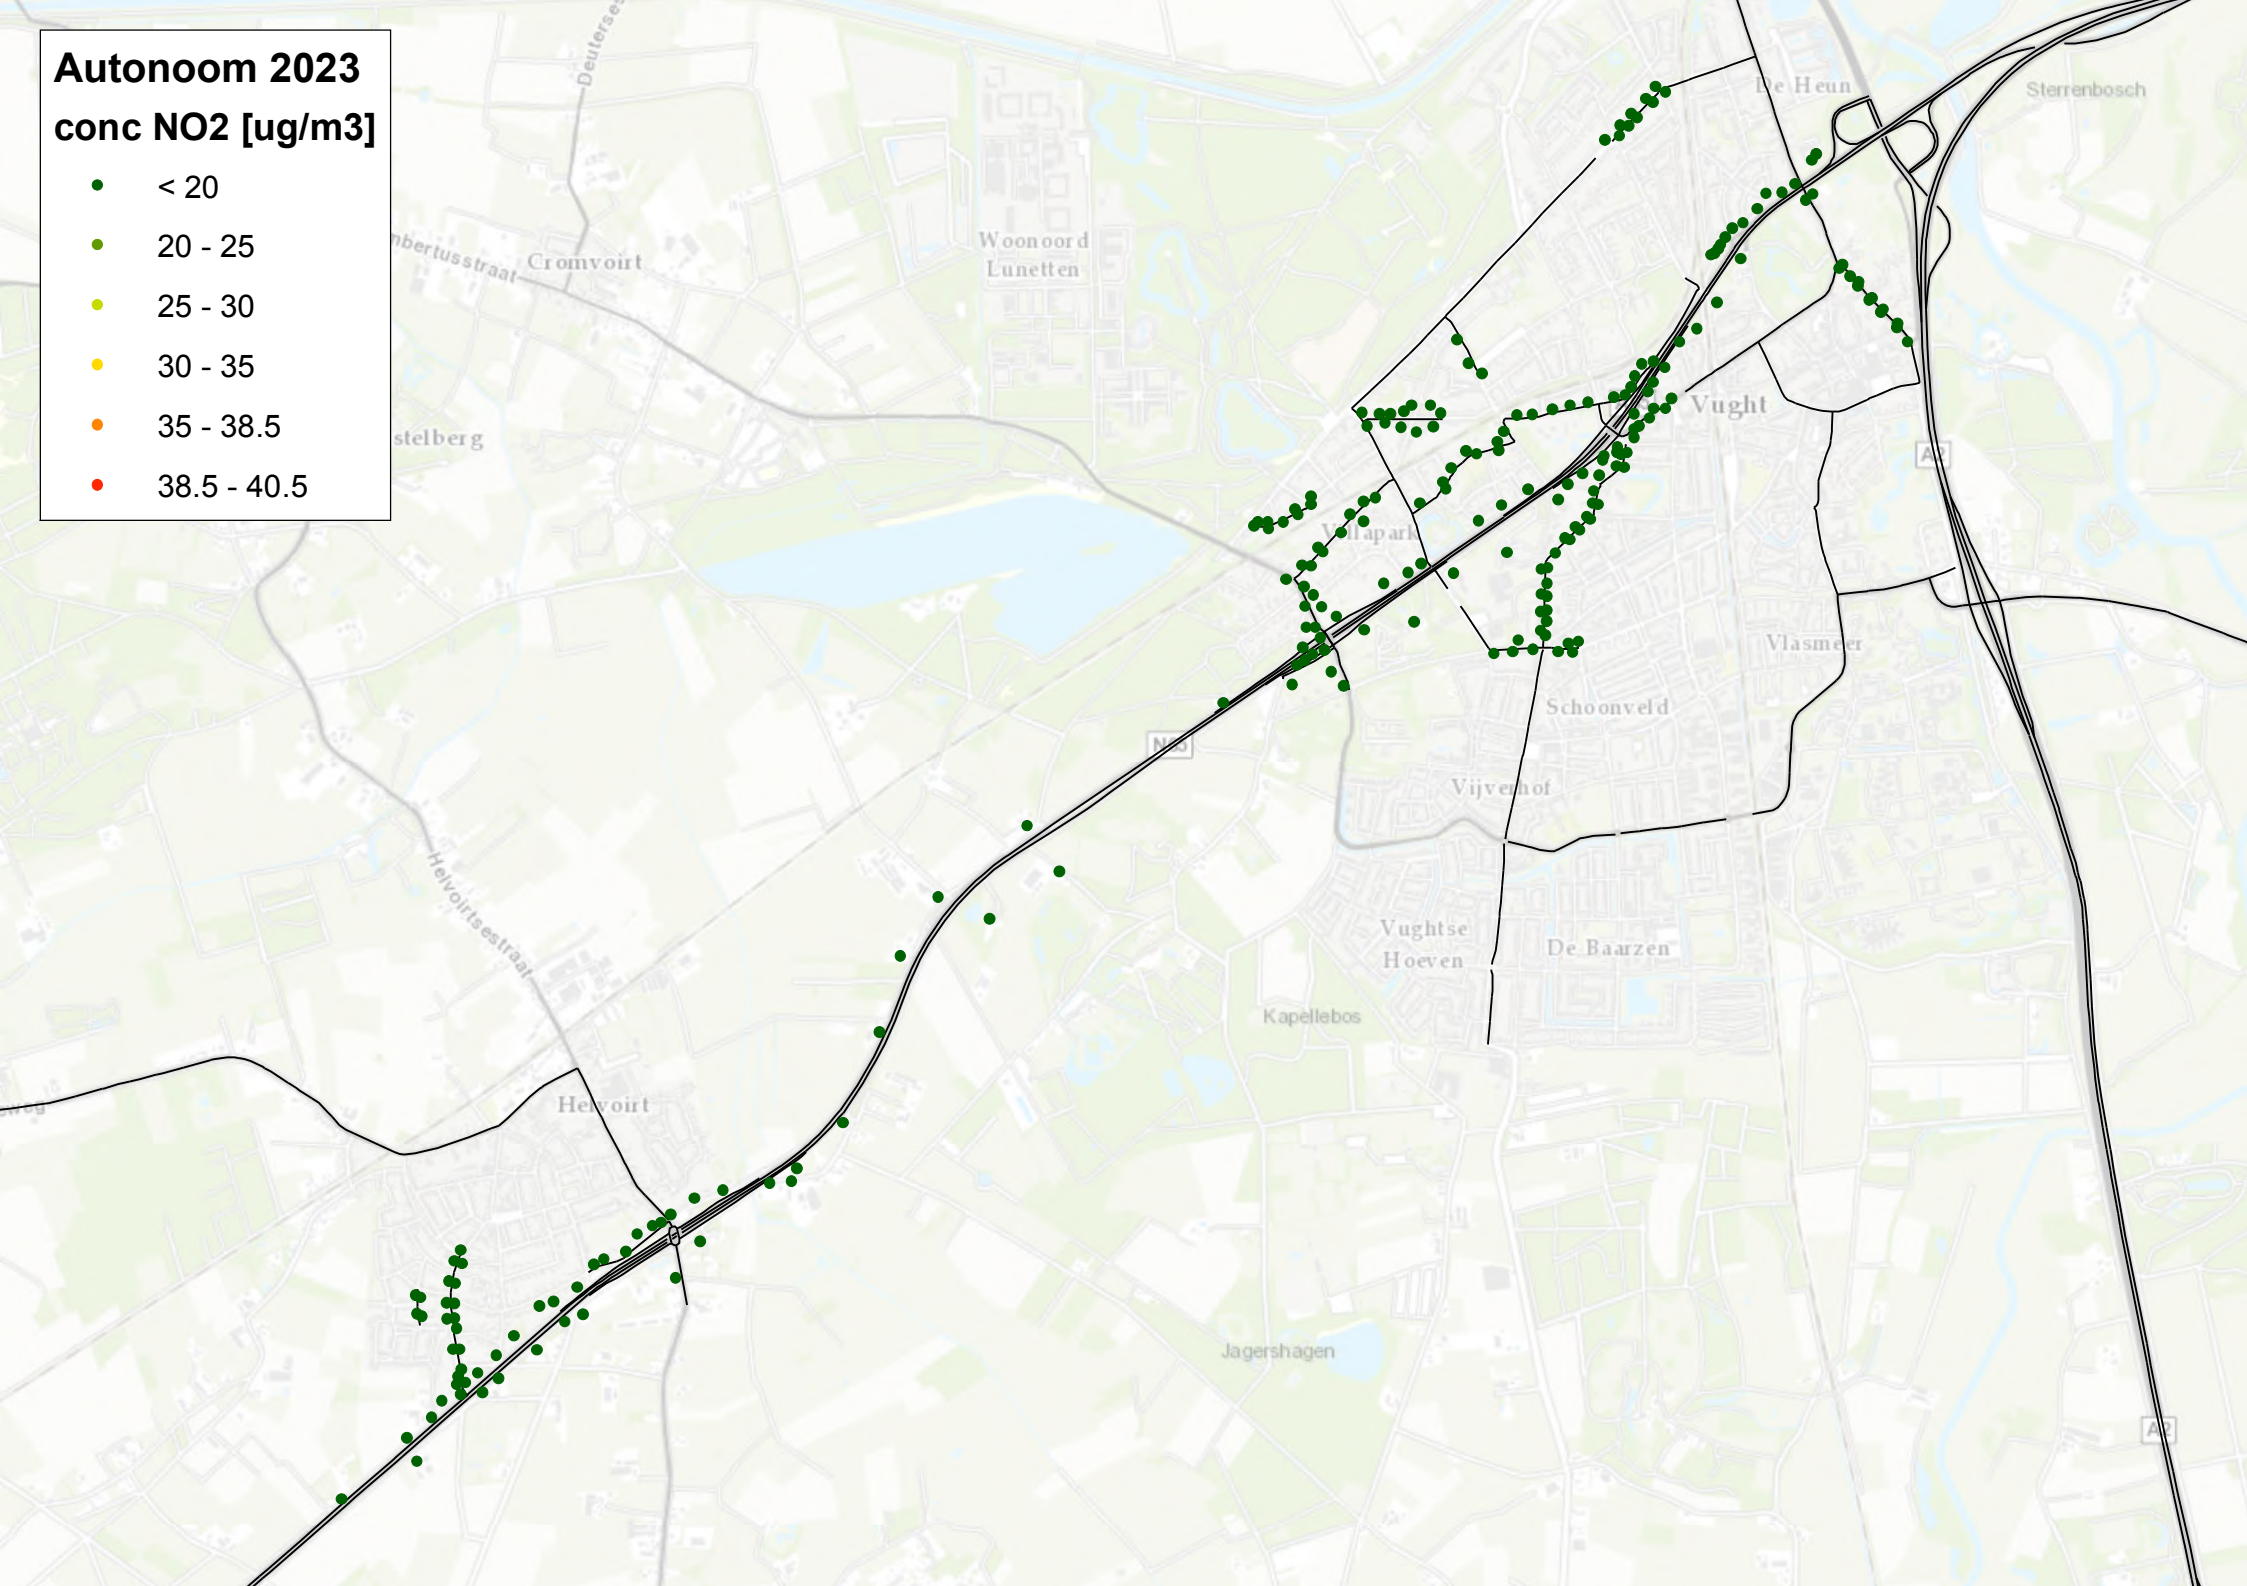 Autonoom 2023
conc NO2 [ug/m3]
< 20
20 - 25
25 - 30
30 - 35
35 - 38.5
38.5 - 40.5
De Heun
Sterrenbosch
Woonoord
Lunetten
Cromvoirt
Vught
A2
Vlasmeer
Schoonveld
N65
Vijverhof
Vughtse
Hoeven
De Baarzen
Kapellebos
Helvoirtsestraat
Helvoirt
Jagershagen
A2